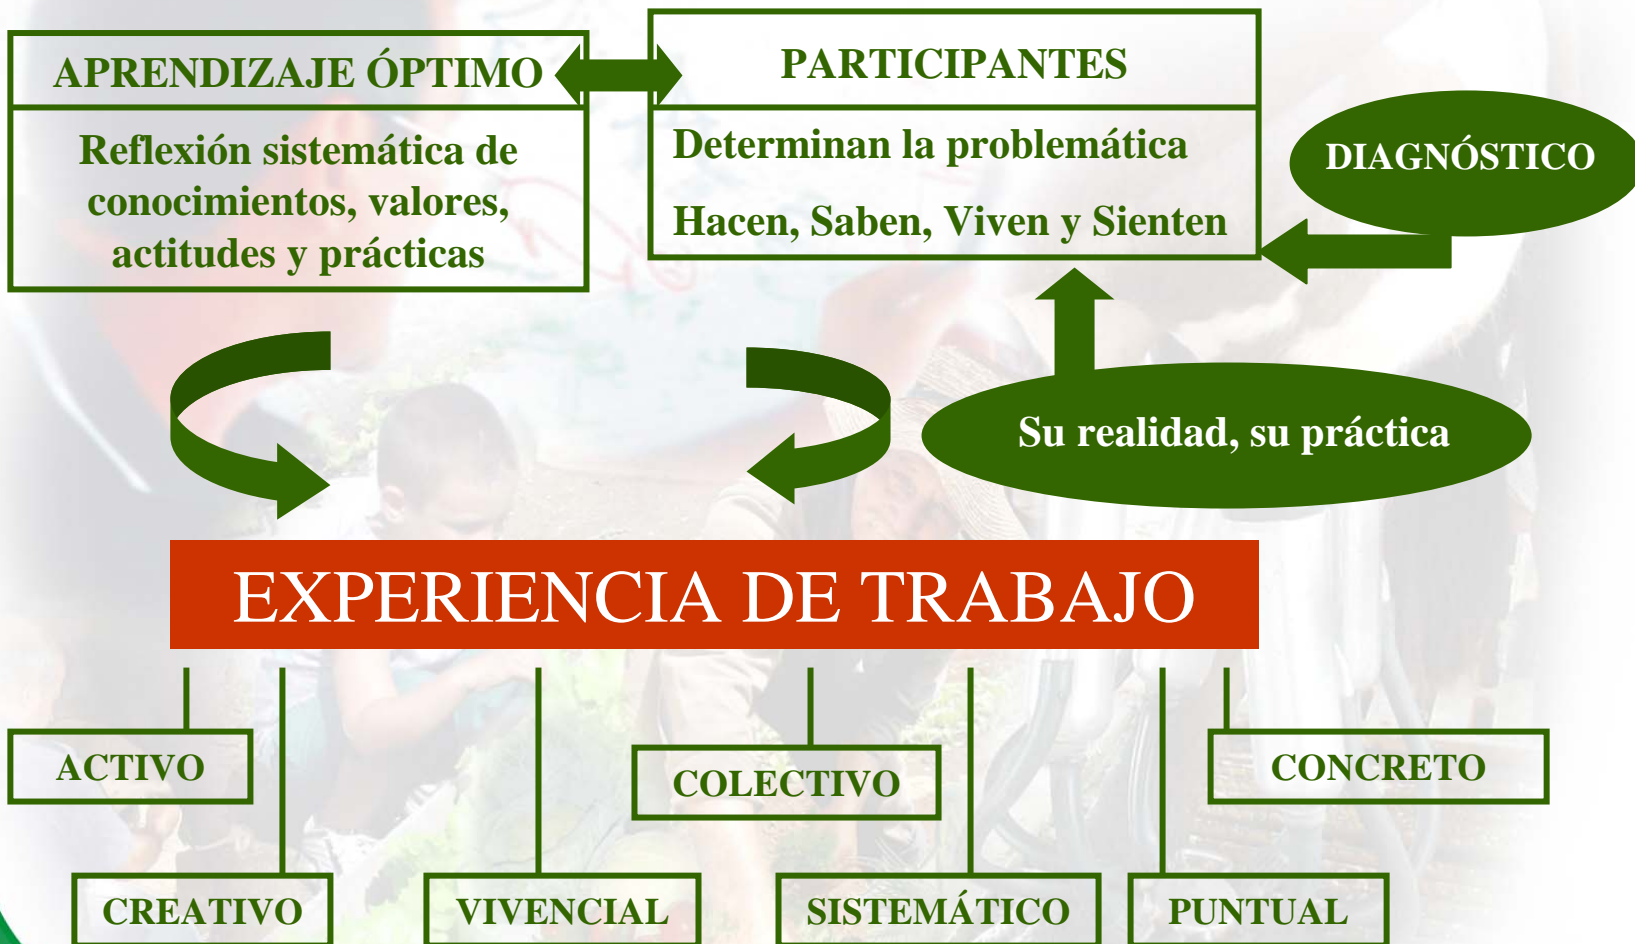 APRENDIZAJE ÓPTIMO
Reflexión sistemática de
conocimientos, valores,
actitudes y prácticas
PARTICIPANTES
Determinan la problemática
Hacen, Saben, Viven y Sienten
DIAGNÓSTICO
Su realidad, su práctica
EXPERIENCIA DE TRABAJO
ACTIVO
COLECTIVO
CONCRETO
CREATIVO
VIVENCIAL
SISTEMÁTICO
PUNTUAL